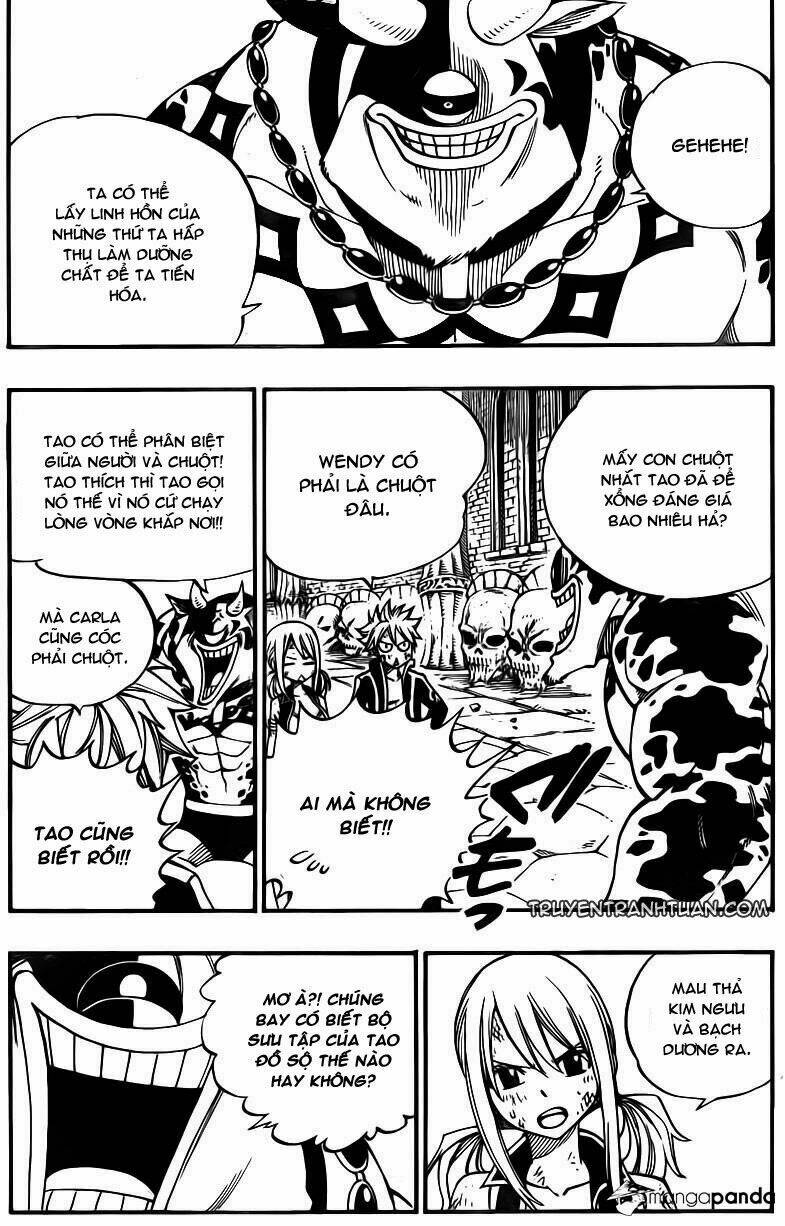 GEHEHE!
TA CÓ THỂ
LẤY LINH HỒN CỦA
NHỮNG THỨ TA HẤP
THỤ LÀM DƯỠNG
CHẤT ĐỂ TA TIẾN
HÓA.
MẤY CON CHUỘT
NHẮT TAO ĐÃ ĐỂ
XỔNG ĐÁNG GIÁ
BAO NHIÊU HẢ?
WENDY CÓ
PHẢI LÀ CHUỘT
ĐÂU.
AI MÀ KHÔNG
BIẾT!!
モォッ
TRUYENTRANHTUAN.COM
TAO CÓ THỂ PHÂN BIỆT
GIỮA NGƯỜI VÀ CHUỘT!
TAO THÍCH THÌ TAO GỌI
NÓ THẾ VÌ NÓ CỨ CHẠY
LÒNG VÒNG KHẮP NƠI!!
MÀ CARLA
CŨNG CÓC
PHẢI CHUỘT.
TAO CŨNG
BIẾT RỒI!!
MAU THẢ
KIM NGƯU
VÀ BẠCH
DƯƠNG RA.
MƠ À?! CHÚNG
BAY CÓ BIẾT BỘ
SƯU TẬP CỦA TAO
ĐỒ SỘ THẾ NÀO
HAY KHÔNG?
mangapanda